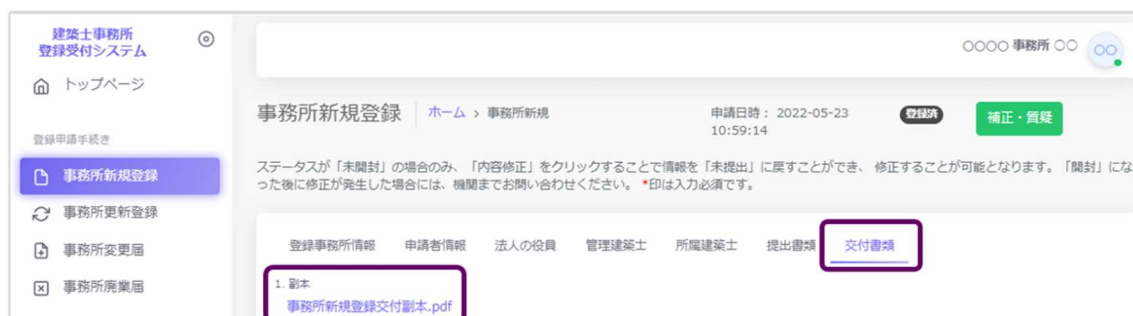 建築士事務所
登録受付システム
○○○○ 事務所 ○○
○○
トップページ
事務所新規登録
ホーム > 事務所新規
申請日時： 2022-05-23
10:59:14
登録済
補正・質疑
登録申請手続き
事務所新規登録
事務所更新登録
事務所変更届
事務所廃業届
ステータスが「未開封」の場合のみ、「内容修正」をクリックすることで情報を「未提出」に戻すことができ、 修正することが可能となります。「開封」にな
った後に修正が発生した場合には、機関までお問い合わせください。 *印は入力必須です。
登録事務所情報 申請者情報 法人の役員 管理建築士 所属建築士 提出書類 交付書類
1. 副本
事務所新規登録交付副本.pdf